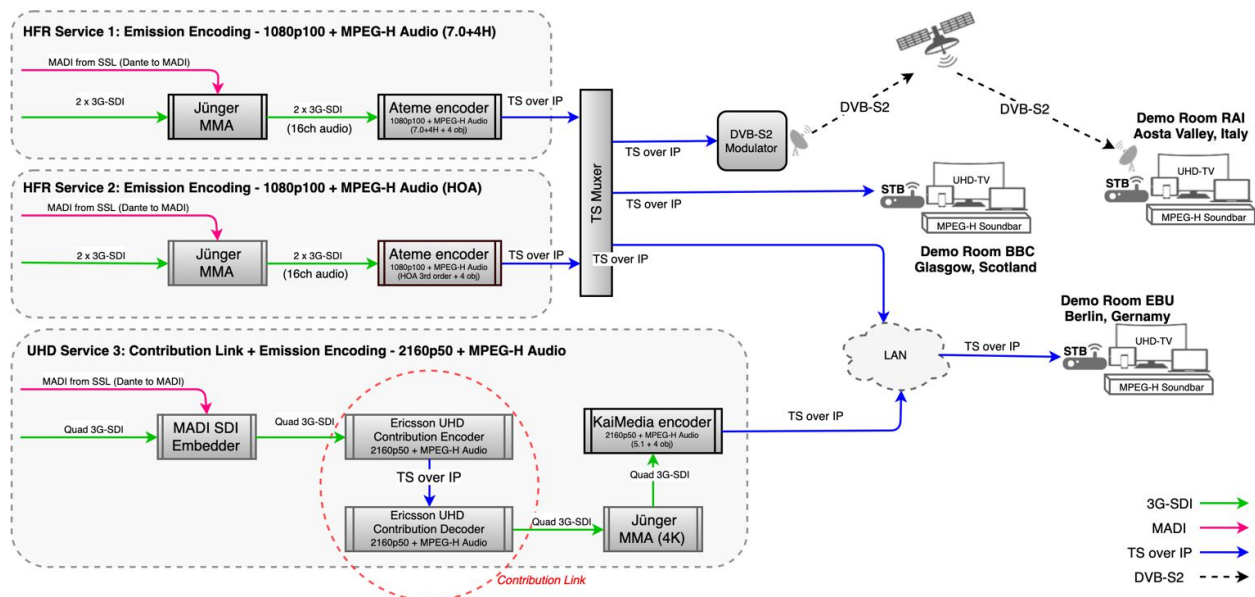 HFR Service 1: Emission Encoding - 1080p100 + MPEG-H Audio (7.0+4H)
MADI from SSL (Dante to MADI)
2 x 3G-SDI
Jünger
MMA
2 x 3G-SDI
(16ch audio)
Ateme encoder
1080p100 + MPEG-H Audio
(7.0+4H + 4 obj)
TS over IP
HFR Service 2: Emission Encoding - 1080p100 + MPEG-H Audio (HOA)
MADI from SSL (Dante to MADI)
2 x 3G-SDI
Jünger
MMA
2 x 3G-SDI
(16ch audio)
Ateme encoder
1080p100 + MPEG-H Audio
(HOA 3rd order + 4 obj)
TS over IP
TS Muxer
TS over IP
DVB-S2
Modulator
DVB-S2
DVB-S2
Demo Room RAI
Aosta Valley, Italy
STB
UHD-TV
MPEG-H Soundbar
TS over IP
STB
UHD-TV
MPEG-H Soundbar
Demo Room BBC
Glasgow, Scotland
TS over IP
LAN
TS over IP
Demo Room EBU
Berlin, Gernamy
STB
UHD-TV
MPEG-H Soundbar
UHD Service 3: Contribution Link + Emission Encoding - 2160p50 + MPEG-H Audio
MADI from SSL (Dante to MADI)
Quad 3G-SDI
MADI SDI
Embedder
Quad 3G-SDI
Ericsson UHD
Contribution Encoder
2160p50 + MPEG-H Audio
TS over IP
Ericsson UHD
Contribution Decoder
2160p50 + MPEG-H Audio
Contribution Link
Quad 3G-SDI
Jünger
MMA (4K)
Quad 3G-SDI
KaiMedia encoder
2160p50 + MPEG-H Audio
(5.1 + 4 obj)
TS over IP
3G-SDI
MADI
TS over IP
DVB-S2